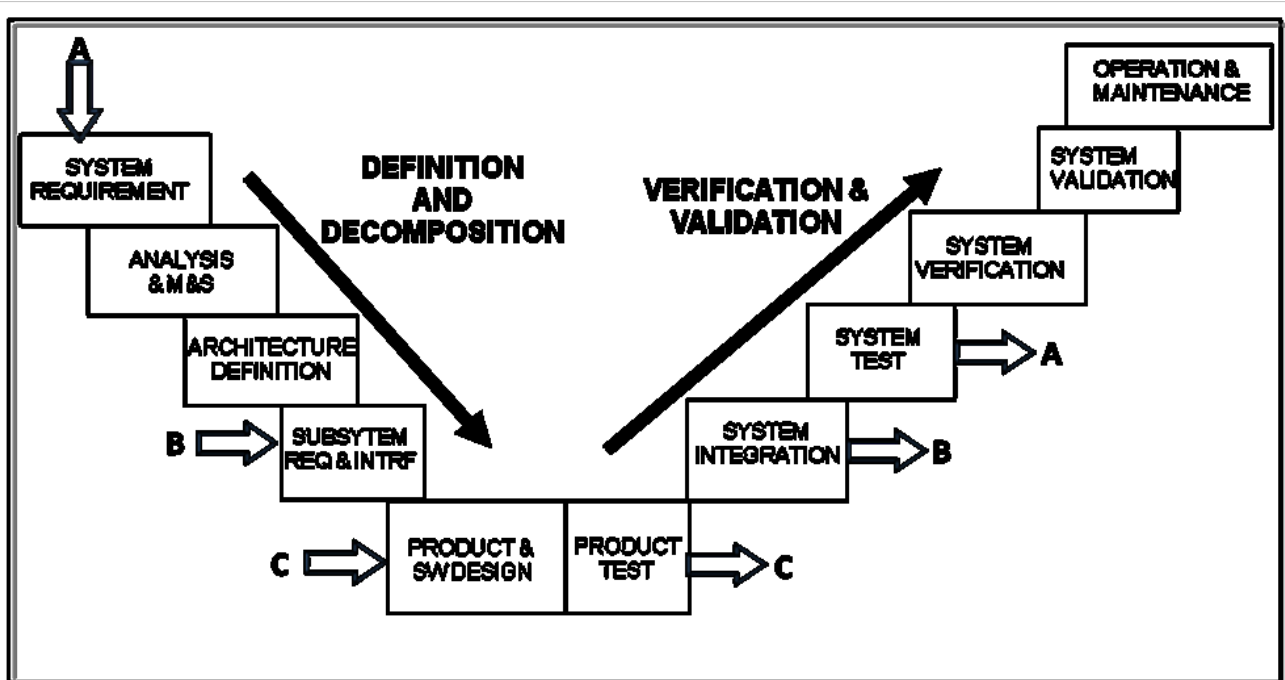 A
SYSTEM
REQUIREMENT
ANALYSIS
& M&S
ARCHITECTURE
DEFINITION
B
SUBSYTEM
REQ & INTRF
C
PRODUCT &
SW DESIGN
DEFINITION
AND
DECOMPOSITION
VERIFICATION &
VALIDATION
PRODUCT
TEST
C
SYSTEM
INTEGRATION
B
SYSTEM
TEST
A
SYSTEM
VERIFICATION
SYSTEM
VALIDATION
OPERATION &
MAINTENANCE